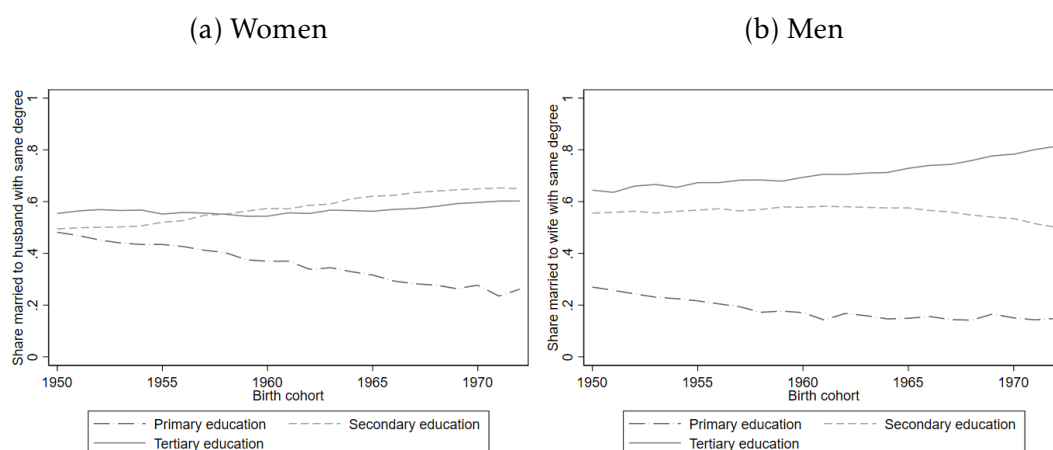 (a) Women
Share married to husband with same degree
1
.8
.6
.4
.2
0
1950 1955 1960 1965 1970
Birth cohort
Primary education Secondary education
Tertiary education
(b) Men
Share married to wife with same degree
1
.8
.6
.4
.2
0
1950 1955 1960 1965 1970
Birth cohort
Primary education Secondary education
Tertiary education